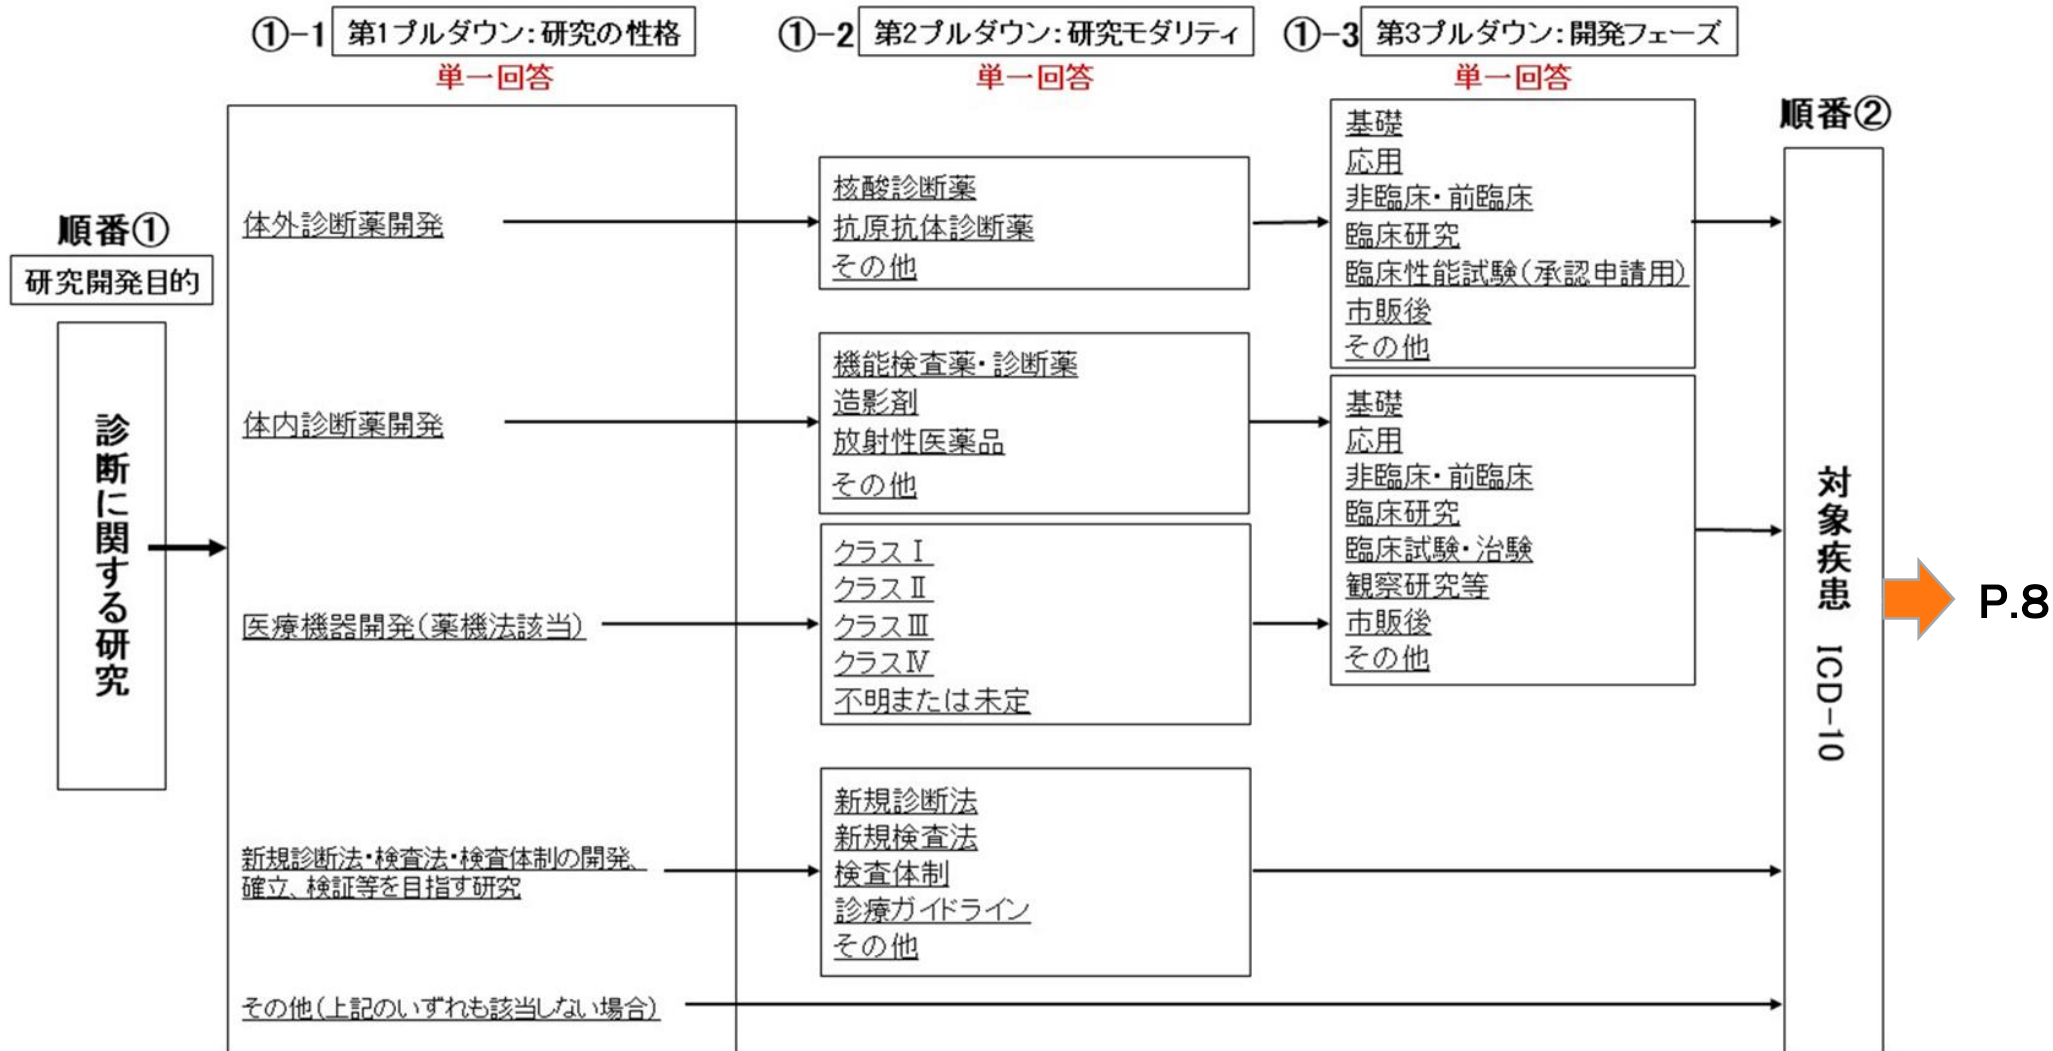 ①-1 第1プルダウン：研究の性格
単一回答
①-2 第2プルダウン：研究モダリティ
単一回答
①-3 第3プルダウン：開発フェーズ
単一回答
順番①
研究開発目的
診断に関する研究
体外診断薬開発
核酸診断薬
抗原抗体診断薬
その他
基礎
応用
非臨床・前臨床
臨床研究
臨床性能試験（承認申請用）
市販後
その他
体内診断薬開発
機能検査薬・診断薬
造影剤
放射性医薬品
その他
医療機器開発（薬機法該当）
クラスⅠ
クラスⅡ
クラスⅢ
クラスⅣ
不明または未定
基礎
応用
非臨床・前臨床
臨床研究
臨床試験・治験
観察研究等
市販後
その他
新規診断法・検査法・検査体制の開発、
確立、検証等を目指す研究
新規診断法
新規検査法
検査体制
診療ガイドライン
その他
その他（上記のいずれも該当しない場合）
順番②
対象疾患 ICD-10
P.8